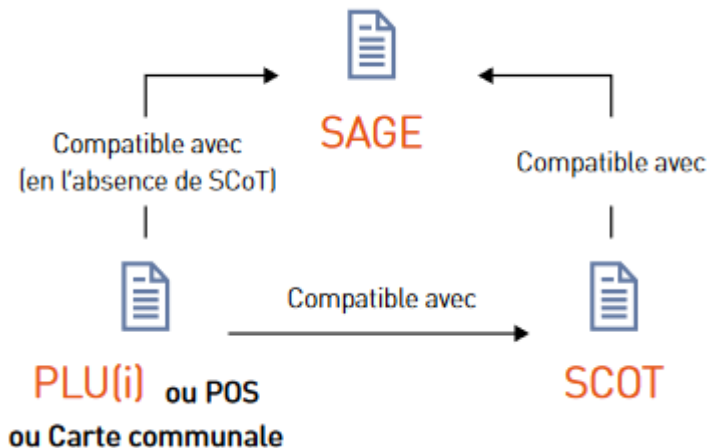 SAGE
Compatible avec
(en l'absence de SCoT)
Compatible avec
Compatible avec
PLU(i) ou POS
ou Carte communale
SCOT